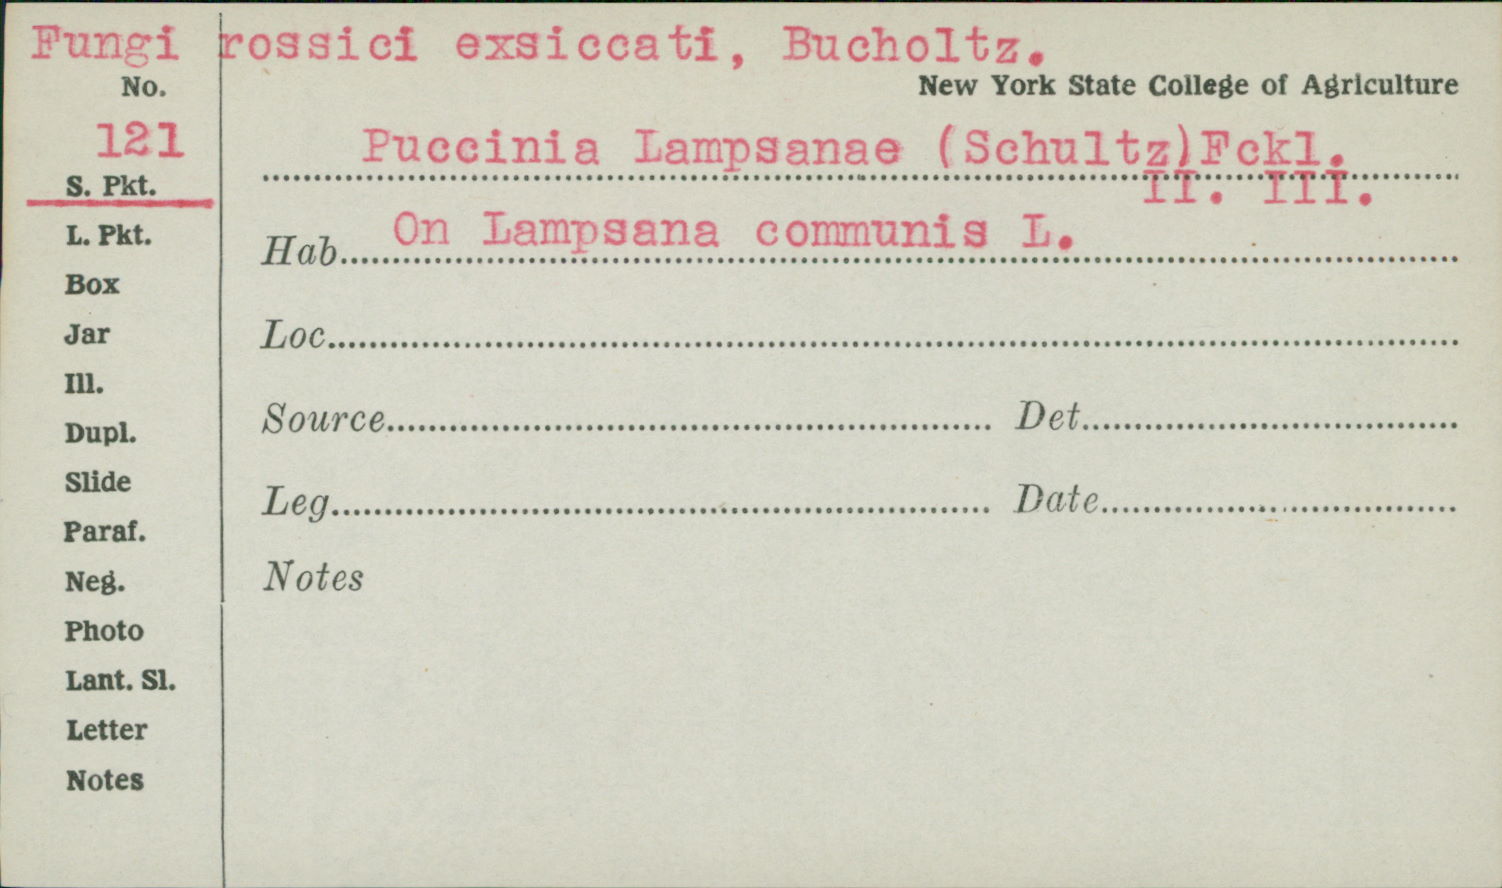 Fungi rossici exsiccati, Bucholtz.
No.
New York State College of Agriculture
121
Puccinia Lampsanae (Schultz)Fckl.
II. III.
S. Pkt.
L. Pkt.
Hab. On Lampsana communis L.
Box
Jar
Loc.
Ill.
Dupl.
Source Det.
Slide
Leg. Date
Paraf.
Neg.
Notes
Photo
Lant. Sl.
Letter
Notes